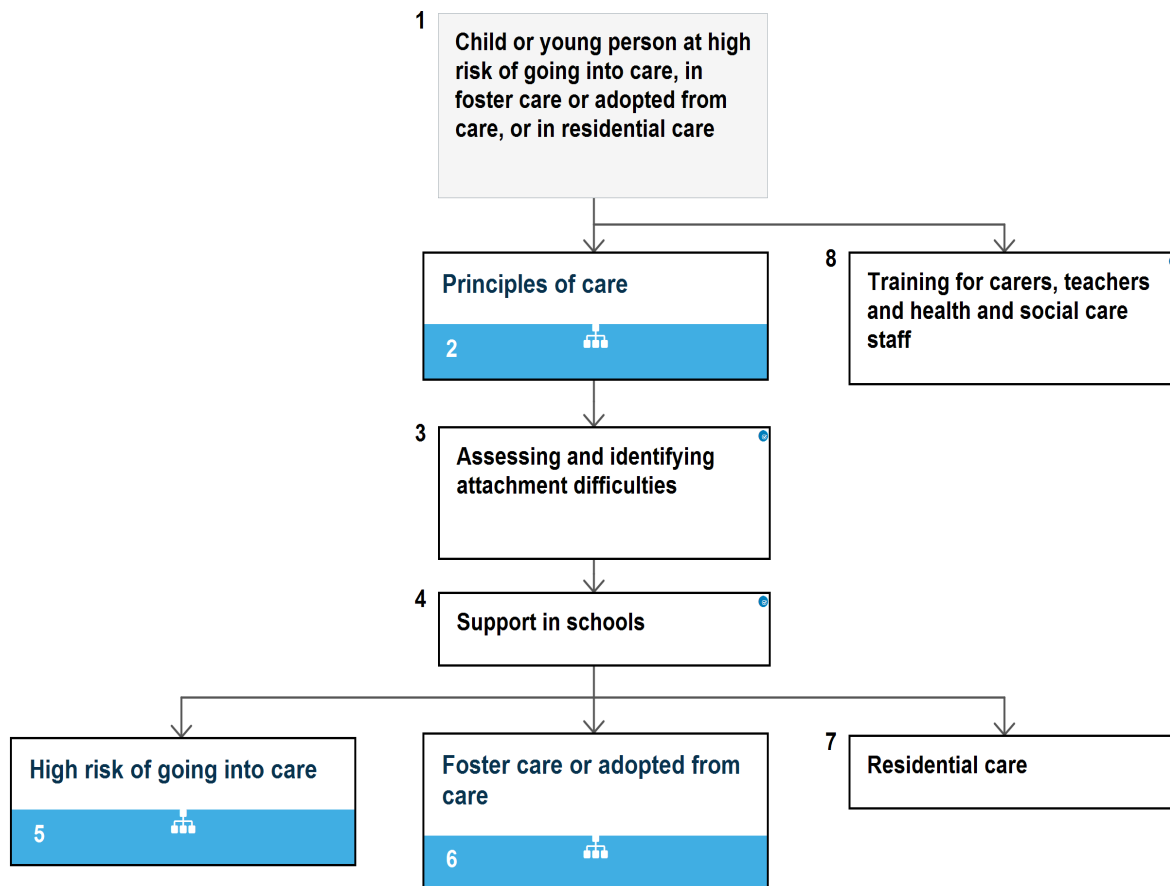 1
Child or young person at high
risk of going into care, in
foster care or adopted from
care, or in residential care
Principles of care
2
8
Training for carers, teachers
and health and social care
staff
3
Assessing and identifying
attachment difficulties
4
Support in schools
High risk of going into care
5
Foster care or adopted from
care
6
7
Residential care